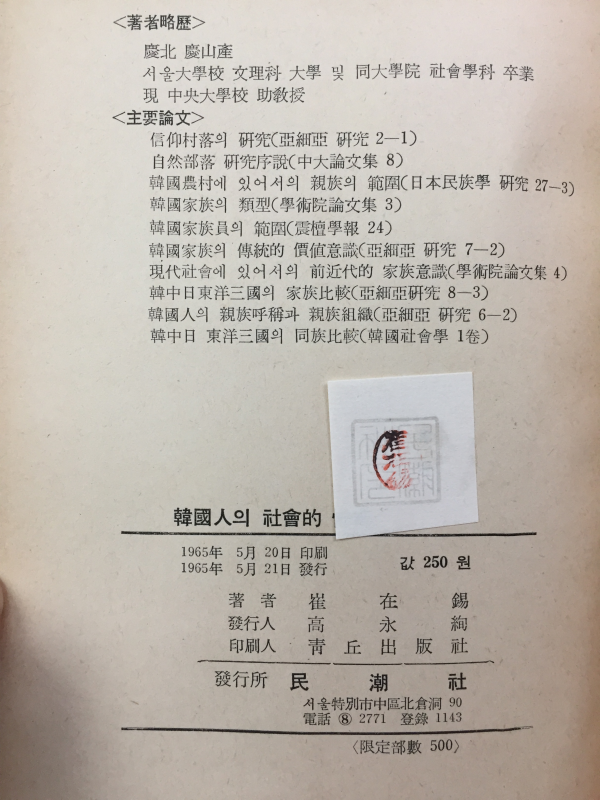 <著者略歷>
慶北 慶山產
서울大學校 文理科 大學 및 同大學院 社會學科 卒業
現 中央大學校 助敎授
<主要論文>
信仰村落의 硏究(亞細亞 硏究 2—1)
自然部落 硏究序說(中大論文集 8)
韓國農村에 있어서의 親族의 範圍(日本民族學 硏究 27—3)
韓國家族의 類型(學術院論文集 3)
韓國家族員의 範圍(震檀學報 24)
韓國家族의 傳統的 價値意識(亞細亞 硏究 7—2)
現代社會에 있어서의 前近代的 家族意識(學術院論文集 4)
韓中日東洋三國의 家族比較(亞細亞硏究 8—3)
韓國人의 親族呼稱과 親族組織(亞細亞 硏究 6—2)
韓中日 東洋三國의 同族比較(韓國社會學 1卷)
韓國人의 社會的
1965年 5月 20日 印刷
1965年 5月 21日 發行
값 250 원
著者 崔在錫
發行人 高永絢
印刷人 靑丘出版社
發行所 民潮社
서울特別市中區北倉洞 90
電話 ⑧ 2771 登錄 1143
〈限定部數 500〉